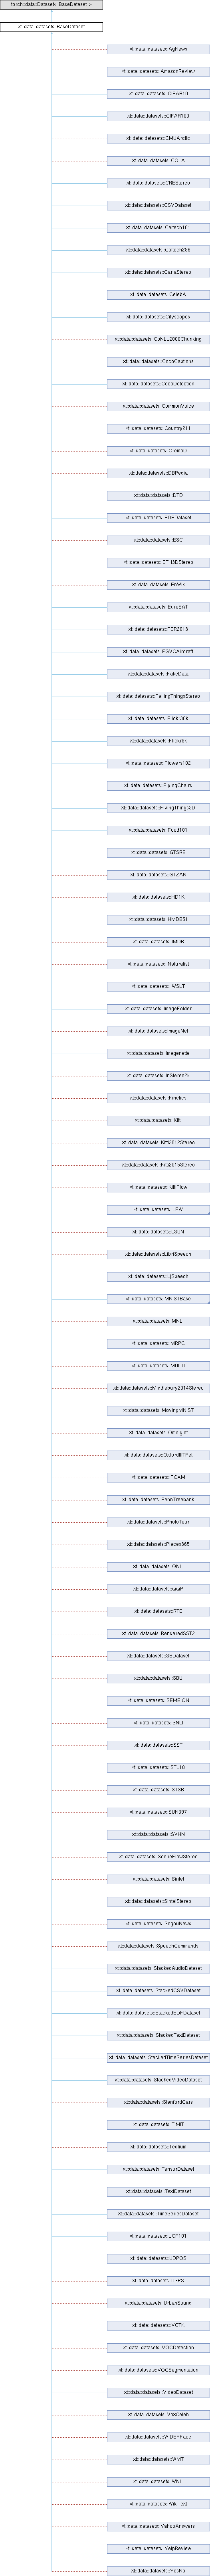 torch::data::Dataset< BaseDataset >
xt::data::datasets::BaseDataset
xt::data::datasets::AgNews
xt::data::datasets::AmazonReview
xt::data::datasets::CIFAR10
xt::data::datasets::CIFAR100
xt::data::datasets::CMUArctic
xt::data::datasets::COLA
xt::data::datasets::CREStereo
xt::data::datasets::CSVDataset
xt::data::datasets::Caltech101
xt::data::datasets::Caltech256
xt::data::datasets::CarlaStereo
xt::data::datasets::CelebA
xt::data::datasets::Cityscapes
xt::data::datasets::CoNLL2000Chunking
xt::data::datasets::CocoCaptions
xt::data::datasets::CocoDetection
xt::data::datasets::CommonVoice
xt::data::datasets::Country211
xt::data::datasets::CremaD
xt::data::datasets::DBPedia
xt::data::datasets::DTD
xt::data::datasets::EDFDataset
xt::data::datasets::ESC
xt::data::datasets::ETH3DStereo
xt::data::datasets::EnWik
xt::data::datasets::EuroSAT
xt::data::datasets::FER2013
xt::data::datasets::FGVCAircraft
xt::data::datasets::FakeData
xt::data::datasets::FallingThingsStereo
xt::data::datasets::Flickr30k
xt::data::datasets::Flickr8k
xt::data::datasets::Flowers102
xt::data::datasets::FlyingChairs
xt::data::datasets::FlyingThings3D
xt::data::datasets::Food101
xt::data::datasets::GTSRB
xt::data::datasets::GTZAN
xt::data::datasets::HD1K
xt::data::datasets::HMDB51
xt::data::datasets::IMDB
xt::data::datasets::INaturalist
xt::data::datasets::IWSLT
xt::data::datasets::ImageFolder
xt::data::datasets::ImageNet
xt::data::datasets::Imagenette
xt::data::datasets::InStereo2k
xt::data::datasets::Kinetics
xt::data::datasets::Kitti
xt::data::datasets::Kitti2012Stereo
xt::data::datasets::Kitti2015Stereo
xt::data::datasets::KittiFlow
xt::data::datasets::LFW
xt::data::datasets::LSUN
xt::data::datasets::LibriSpeech
xt::data::datasets::LjSpeech
xt::data::datasets::MNISTBase
xt::data::datasets::MNLI
xt::data::datasets::MRPC
xt::data::datasets::MULTI
xt::data::datasets::Middlebury2014Stereo
xt::data::datasets::MovingMNIST
xt::data::datasets::Omniglot
xt::data::datasets::OxfordIIITPet
xt::data::datasets::PCAM
xt::data::datasets::PennTreebank
xt::data::datasets::PhotoTour
xt::data::datasets::Places365
xt::data::datasets::QNLI
xt::data::datasets::QQP
xt::data::datasets::RTE
xt::data::datasets::RenderedSST2
xt::data::datasets::SBDataset
xt::data::datasets::SBU
xt::data::datasets::SEMEION
xt::data::datasets::SNLI
xt::data::datasets::SST
xt::data::datasets::STL10
xt::data::datasets::STSB
xt::data::datasets::SUN397
xt::data::datasets::SVHN
xt::data::datasets::SceneFlowStereo
xt::data::datasets::Sintel
xt::data::datasets::SintelStereo
xt::data::datasets::SogouNews
xt::data::datasets::SpeechCommands
xt::data::datasets::StackedAudioDataset
xt::data::datasets::StackedCSVDataset
xt::data::datasets::StackedEDFDataset
xt::data::datasets::StackedTextDataset
xt::data::datasets::StackedTimeSeriesDataset
xt::data::datasets::StackedVideoDataset
xt::data::datasets::StanfordCars
xt::data::datasets::TIMIT
xt::data::datasets::Tedlium
xt::data::datasets::TensorDataset
xt::data::datasets::TextDataset
xt::data::datasets::TimeSeriesDataset
xt::data::datasets::UCF101
xt::data::datasets::UDPOS
xt::data::datasets::USPS
xt::data::datasets::UrbanSound
xt::data::datasets::VCTK
xt::data::datasets::VOCDetection
xt::data::datasets::VOCSegmentation
xt::data::datasets::VideoDataset
xt::data::datasets::VoxCeleb
xt::data::datasets::WIDERFace
xt::data::datasets::WMT
xt::data::datasets::WNLI
xt::data::datasets::WikiText
xt::data::datasets::YahooAnswers
xt::data::datasets::YelpReview
xt::data::datasets::YesNo